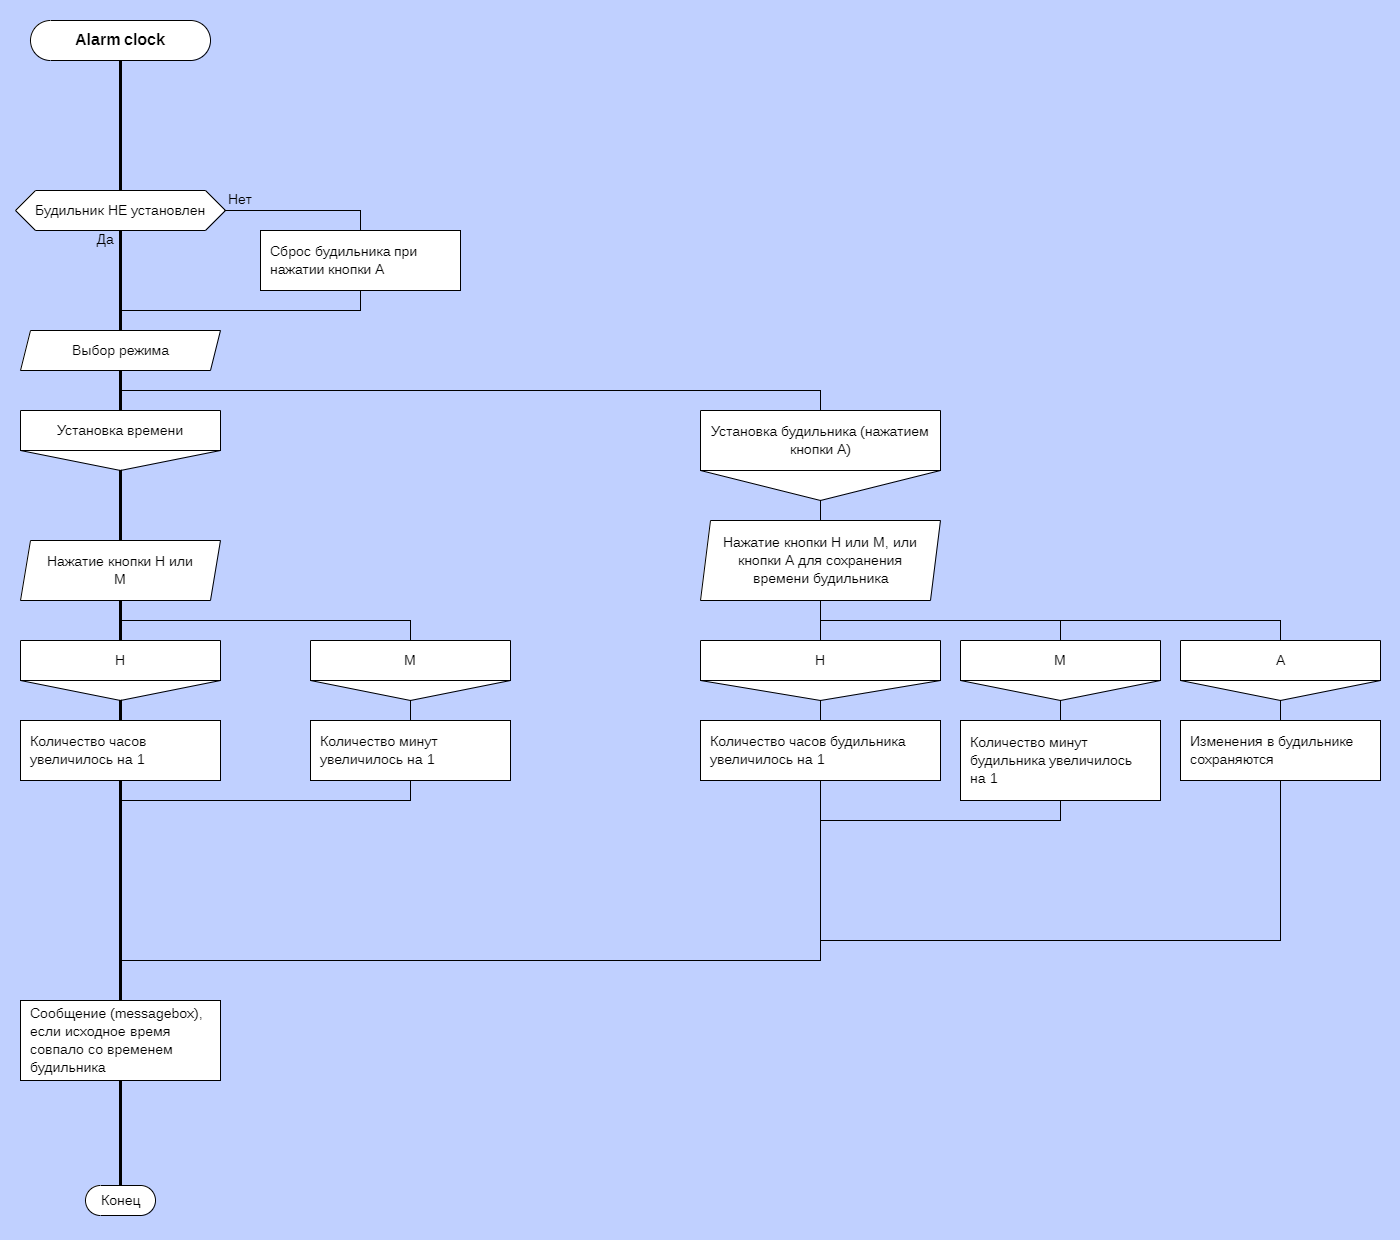 Alarm clock
Будильник НЕ установлен
Нет
Да
Сброс будильника при
нажатии кнопки А
Выбор режима
Установка времени
Установка будильника (нажатием
кнопки А)
Нажатие кнопки Н или
М
Нажатие кнопки Н или М, или
кнопки А для сохранения
времени будильника
Н
М
Н
М
А
Количество часов
увеличилось на 1
Количество минут
увеличилось на 1
Количество часов будильника
увеличилось на 1
Количество минут
будильника увеличилось
на 1
Изменения в будильнике
сохраняются
Сообщение (messagebox),
если исходное время
совпало со временем
будильника
Конец